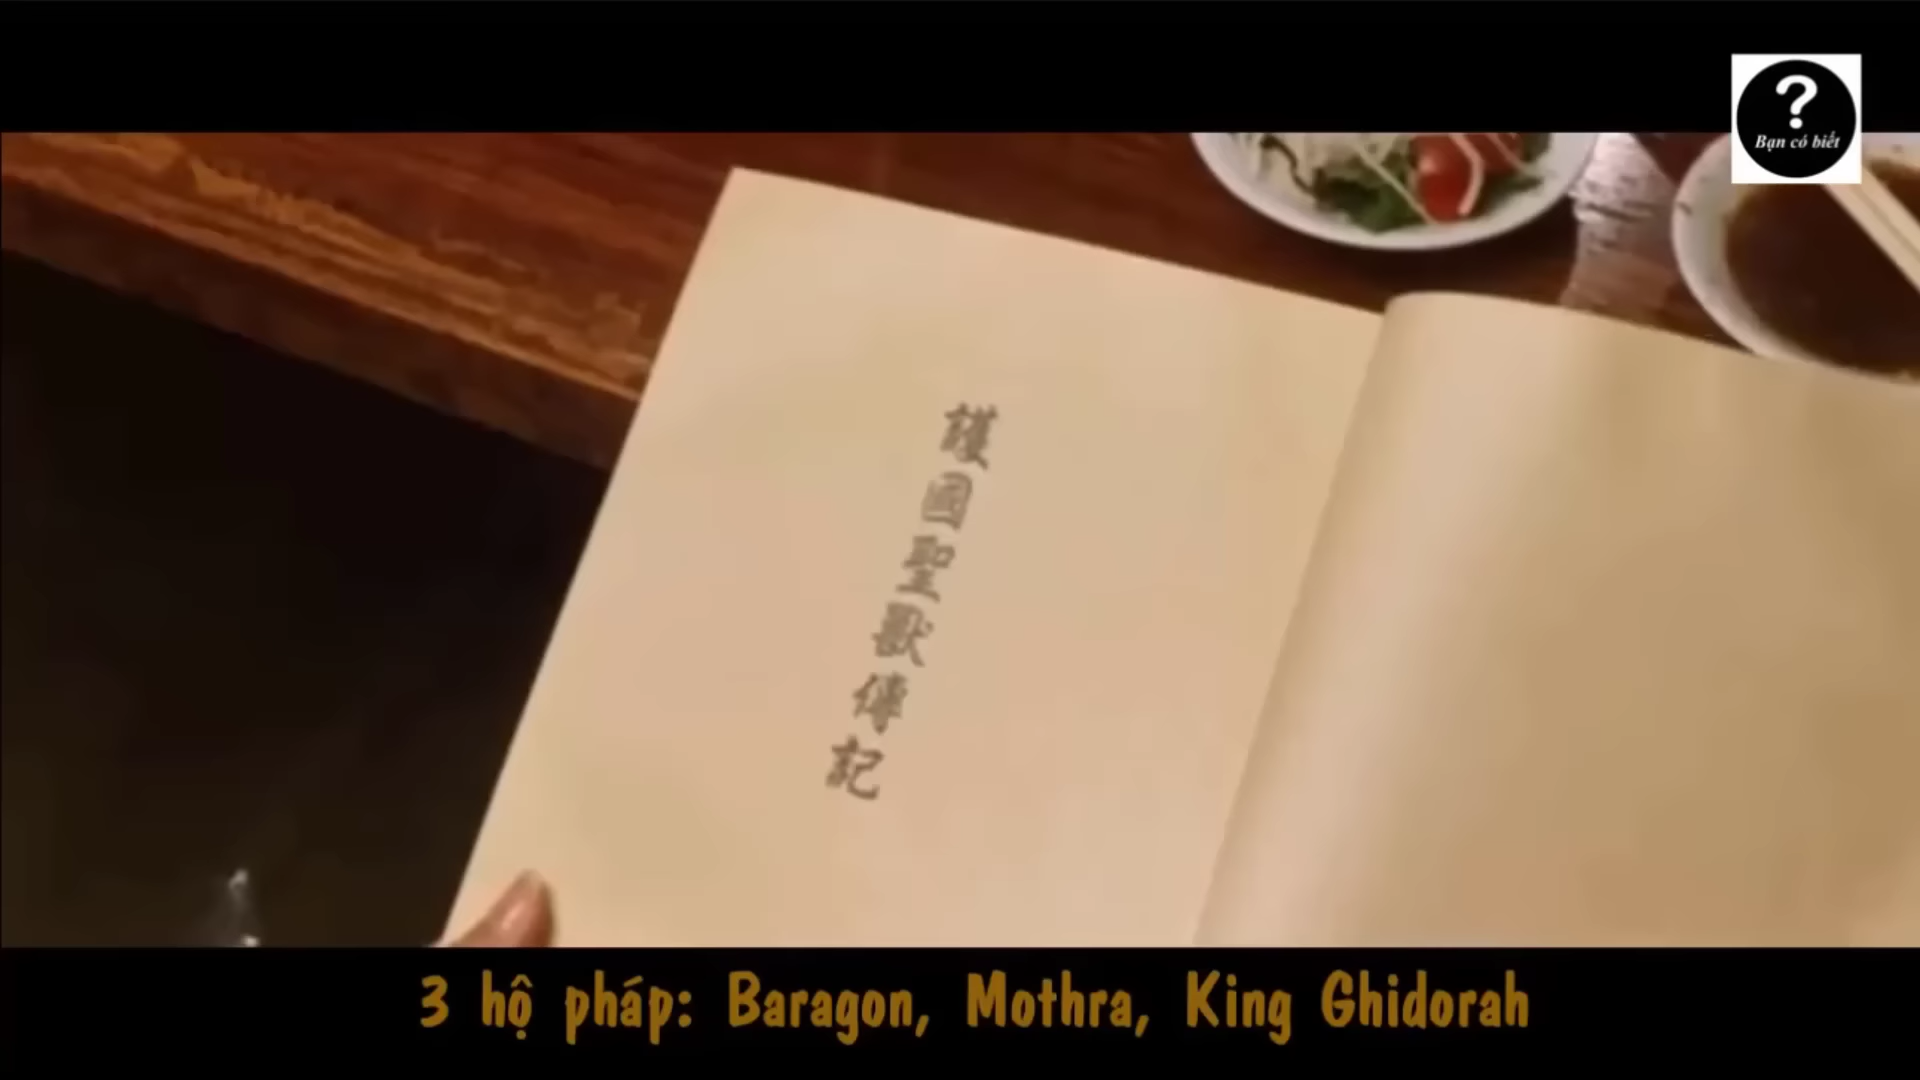 ?
Bạn có biết
護國聖獸傳記
3 hộ pháp: Baragon, Mothra, King Ghidorah